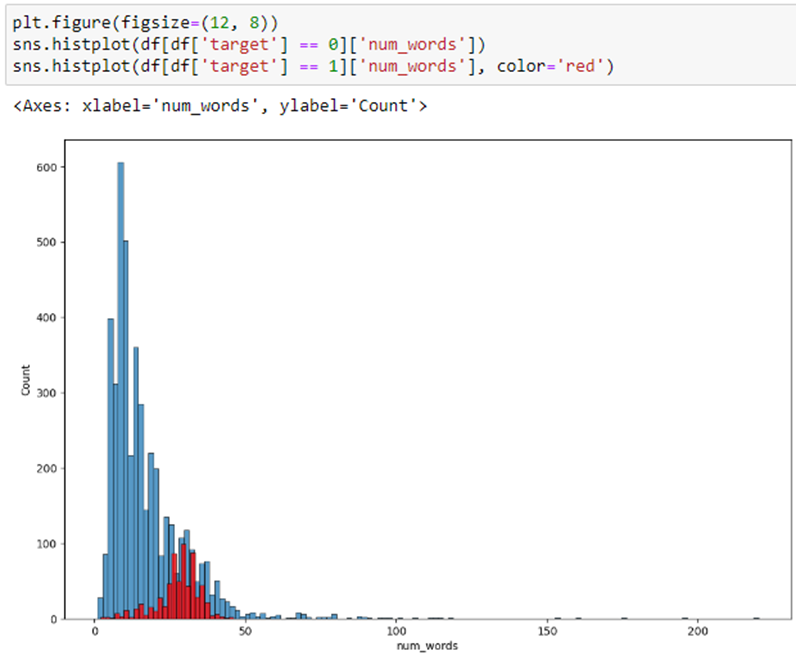 plt.figure(figsize=(12, 8))
sns.histplot(df[df['target'] == 0]['num_words'])
sns.histplot(df[df['target'] == 1]['num_words'], color='red')
<Axes: xlabel='num_words', ylabel='Count'>
600
500
400
300
200
100
0
Count
0
50
100
150
200
num_words